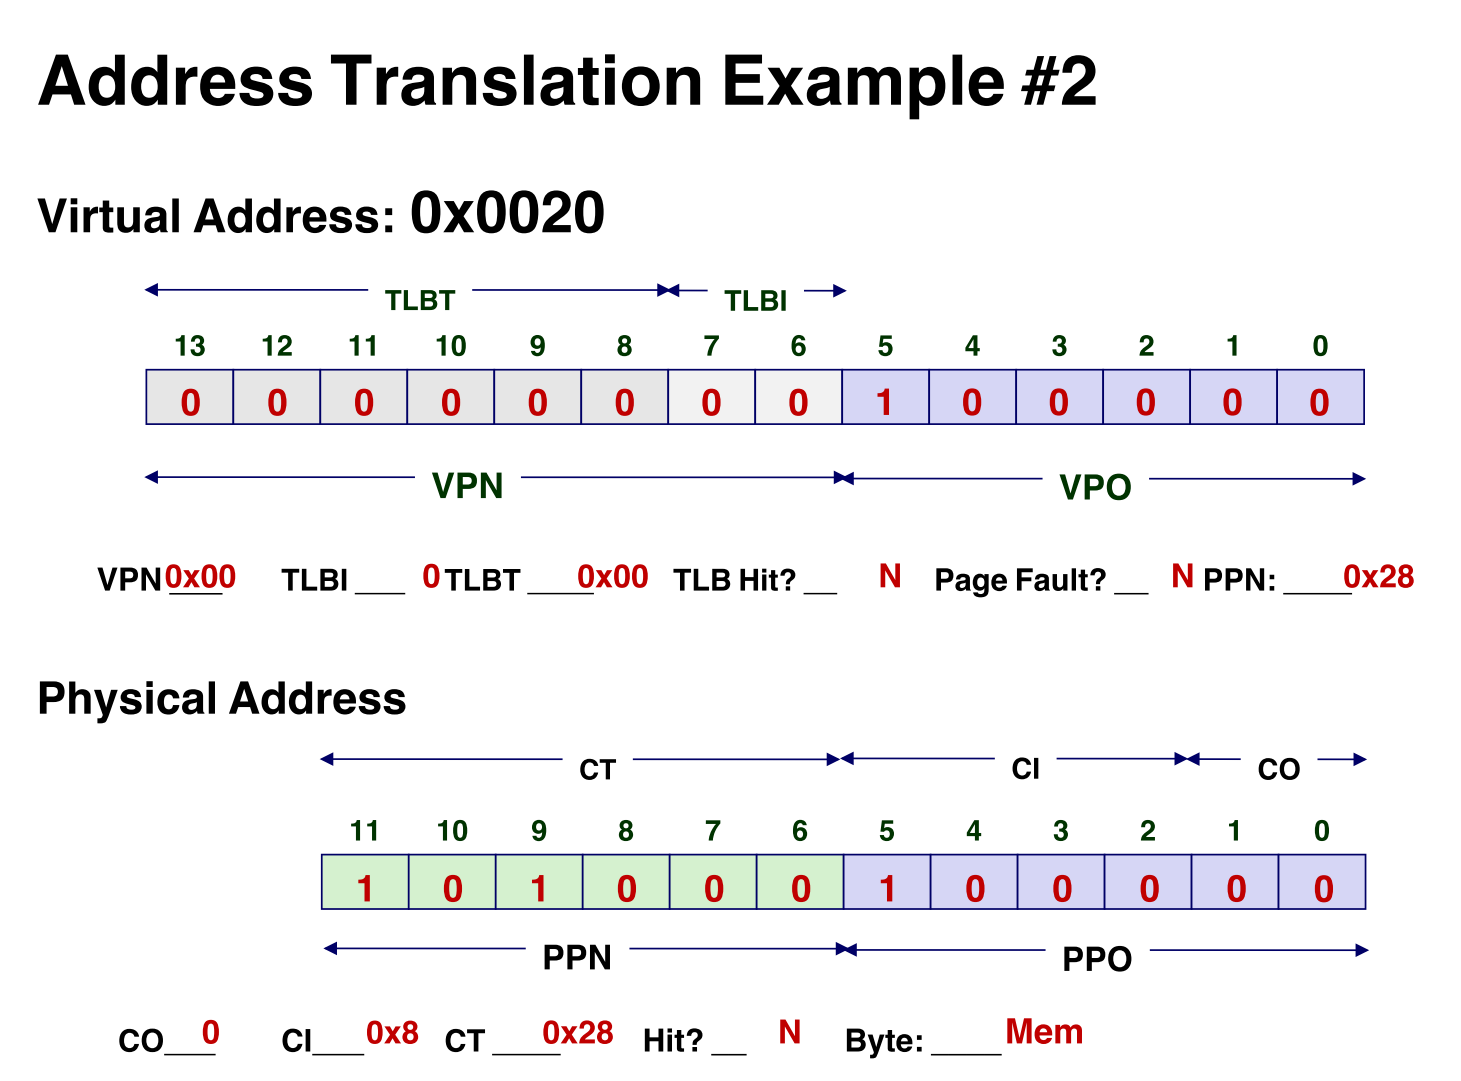 Address Translation Example #2
Virtual Address: 0x0020
TLBT TLBI
13 12 11 10 9 8 7 6 5 4 3 2 1 0
0 0 0 0 0 0 0 0 1 0 0 0 0 0
VPN VPO
VPN 0x00 TLBI ___ 0 TLBT ____ 0x00 TLB Hit? __ N Page Fault? __ N PPN: ____ 0x28
Physical Address
CT CI CO
11 10 9 8 7 6 5 4 3 2 1 0
1 0 1 0 0 0 1 0 0 0 0 0
PPN PPO
CO___ 0 CI___ 0x8 CT ____ 0x28 Hit? __ N Byte: ____ Mem